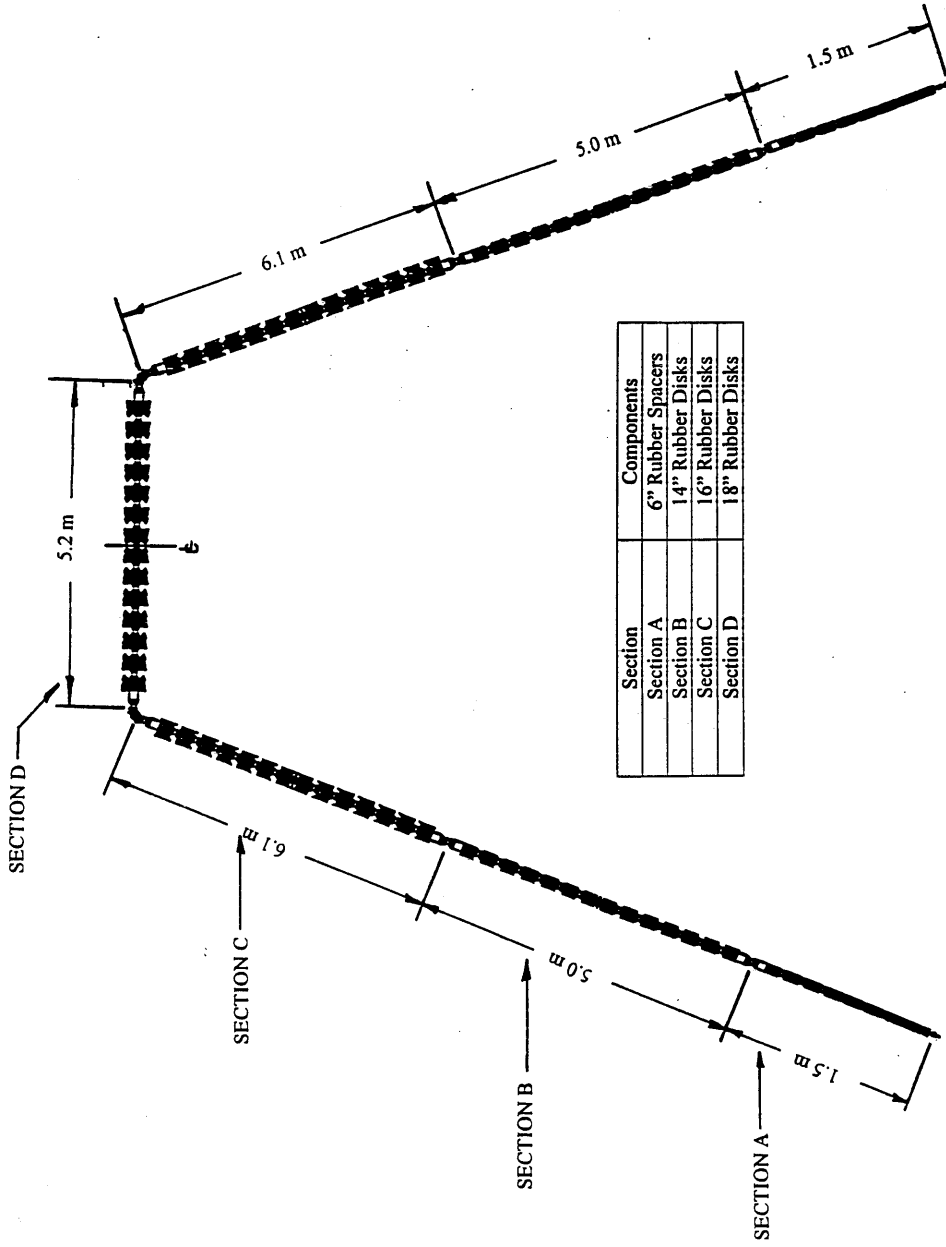 SECTION D
5.2 m
6.1 m
6.1 m
SECTION C
5.0 m
5.0 m
SECTION B
1.5 m
1.5 m
SECTION A
Section Components
Section A 6” Rubber Spacers
Section B 14” Rubber Disks
Section C 16” Rubber Disks
Section D 18” Rubber Disks